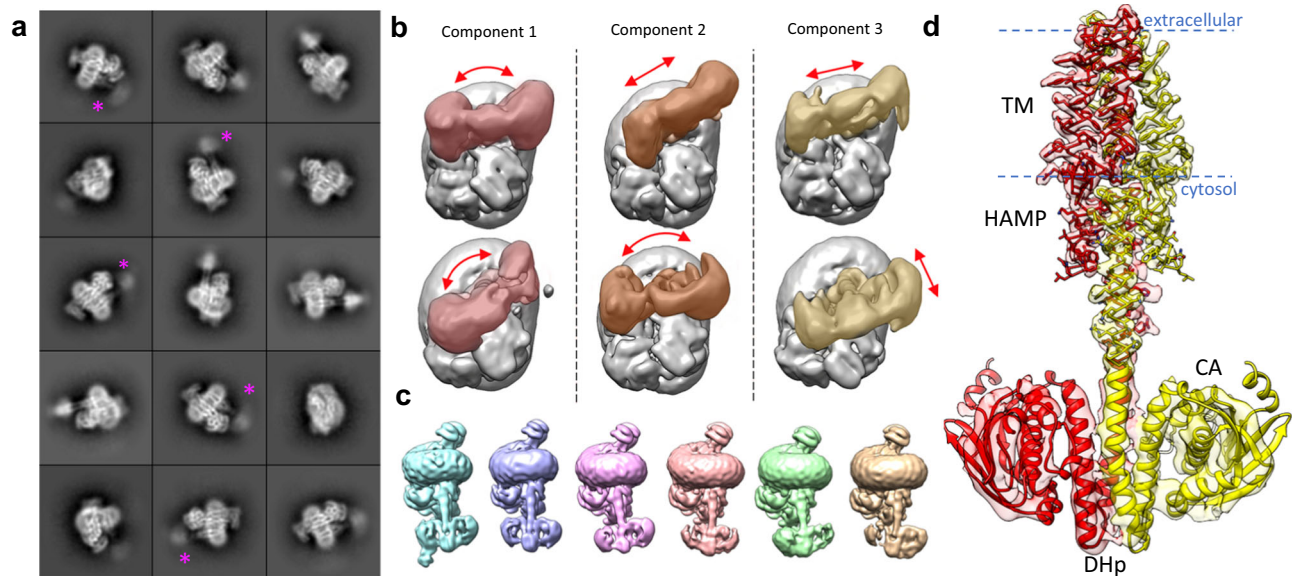 a
*
*
*
*
*
b
Component 1
Component 2
Component 3
c
d
extracellular
TM
cytosol
HAMP
CA
DHp